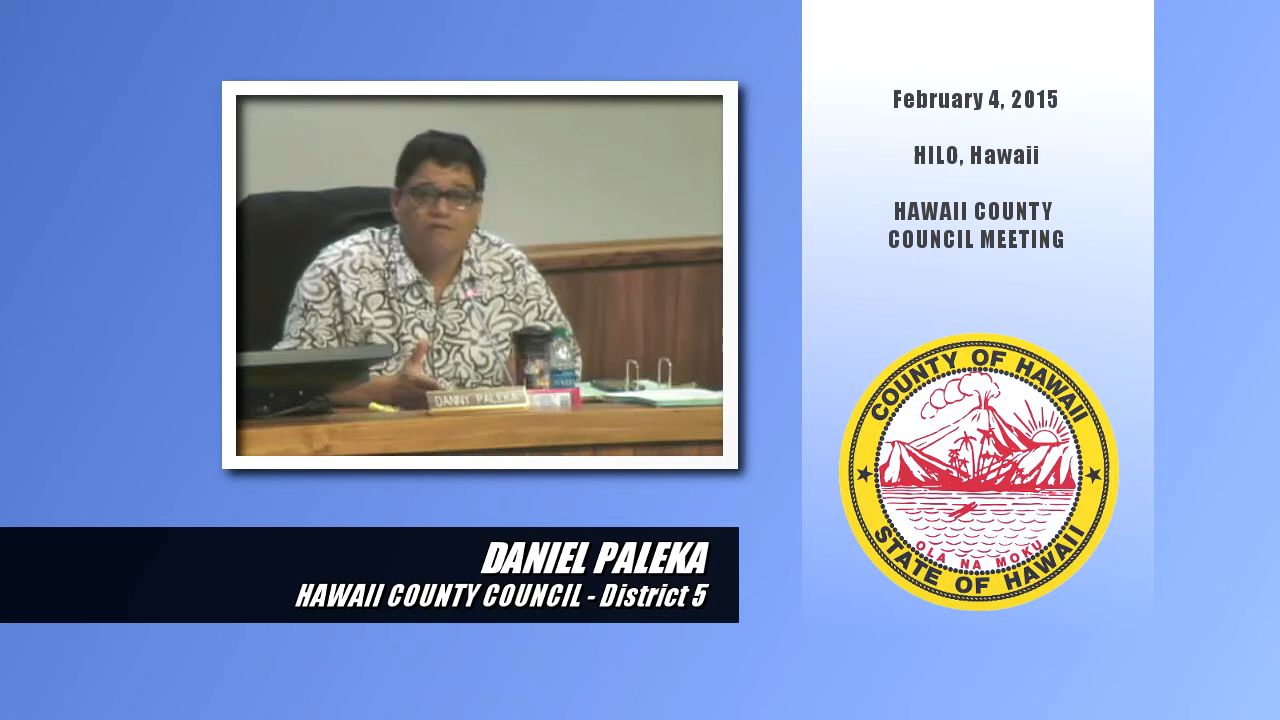 February 4, 2015
HILO, Hawaii
HAWAII COUNTY
COUNCIL MEETING
DANNY PALEKA
COUNTY OF HAWAII
OLA NA MOKU
STATE OF HAWAII
DANIEL PALEKA
HAWAII COUNTY COUNCIL - District 5